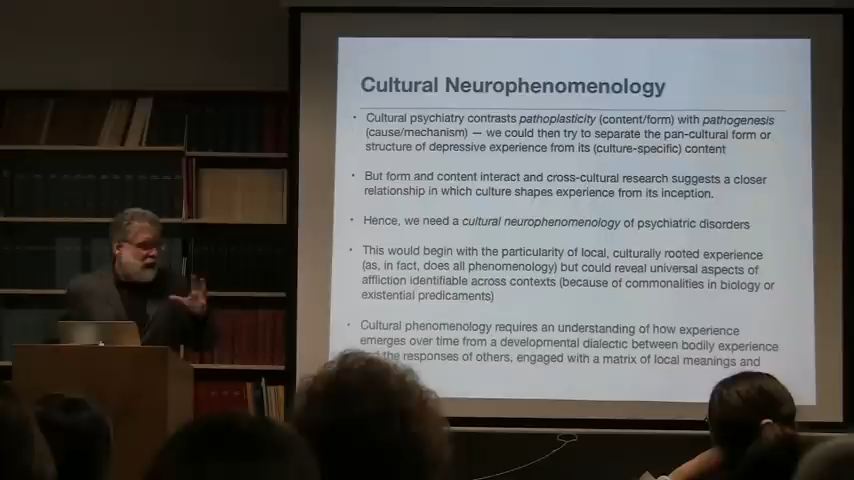 Cultural Neurophenomenology
• Cultural psychiatry contrasts pathoplasticity (content/form) with pathogenesis
(cause/mechanism) — we could then try to separate the pan-cultural form or
structure of depressive experience from its (culture-specific) content
• But form and content interact and cross-cultural research suggests a closer
relationship in which culture shapes experience from its inception.
• Hence, we need a cultural neurophenomenology of psychiatric disorders
• This would begin with the particularity of local, culturally rooted experience
(as, in fact, does all phenomenology) but could reveal universal aspects of
affliction identifiable across contexts (because of commonalities in biology or
existential predicaments)
• Cultural phenomenology requires an understanding of how experience
emerges over time from a developmental dialectic between bodily experience
the responses of others, engaged with a matrix of local meanings and